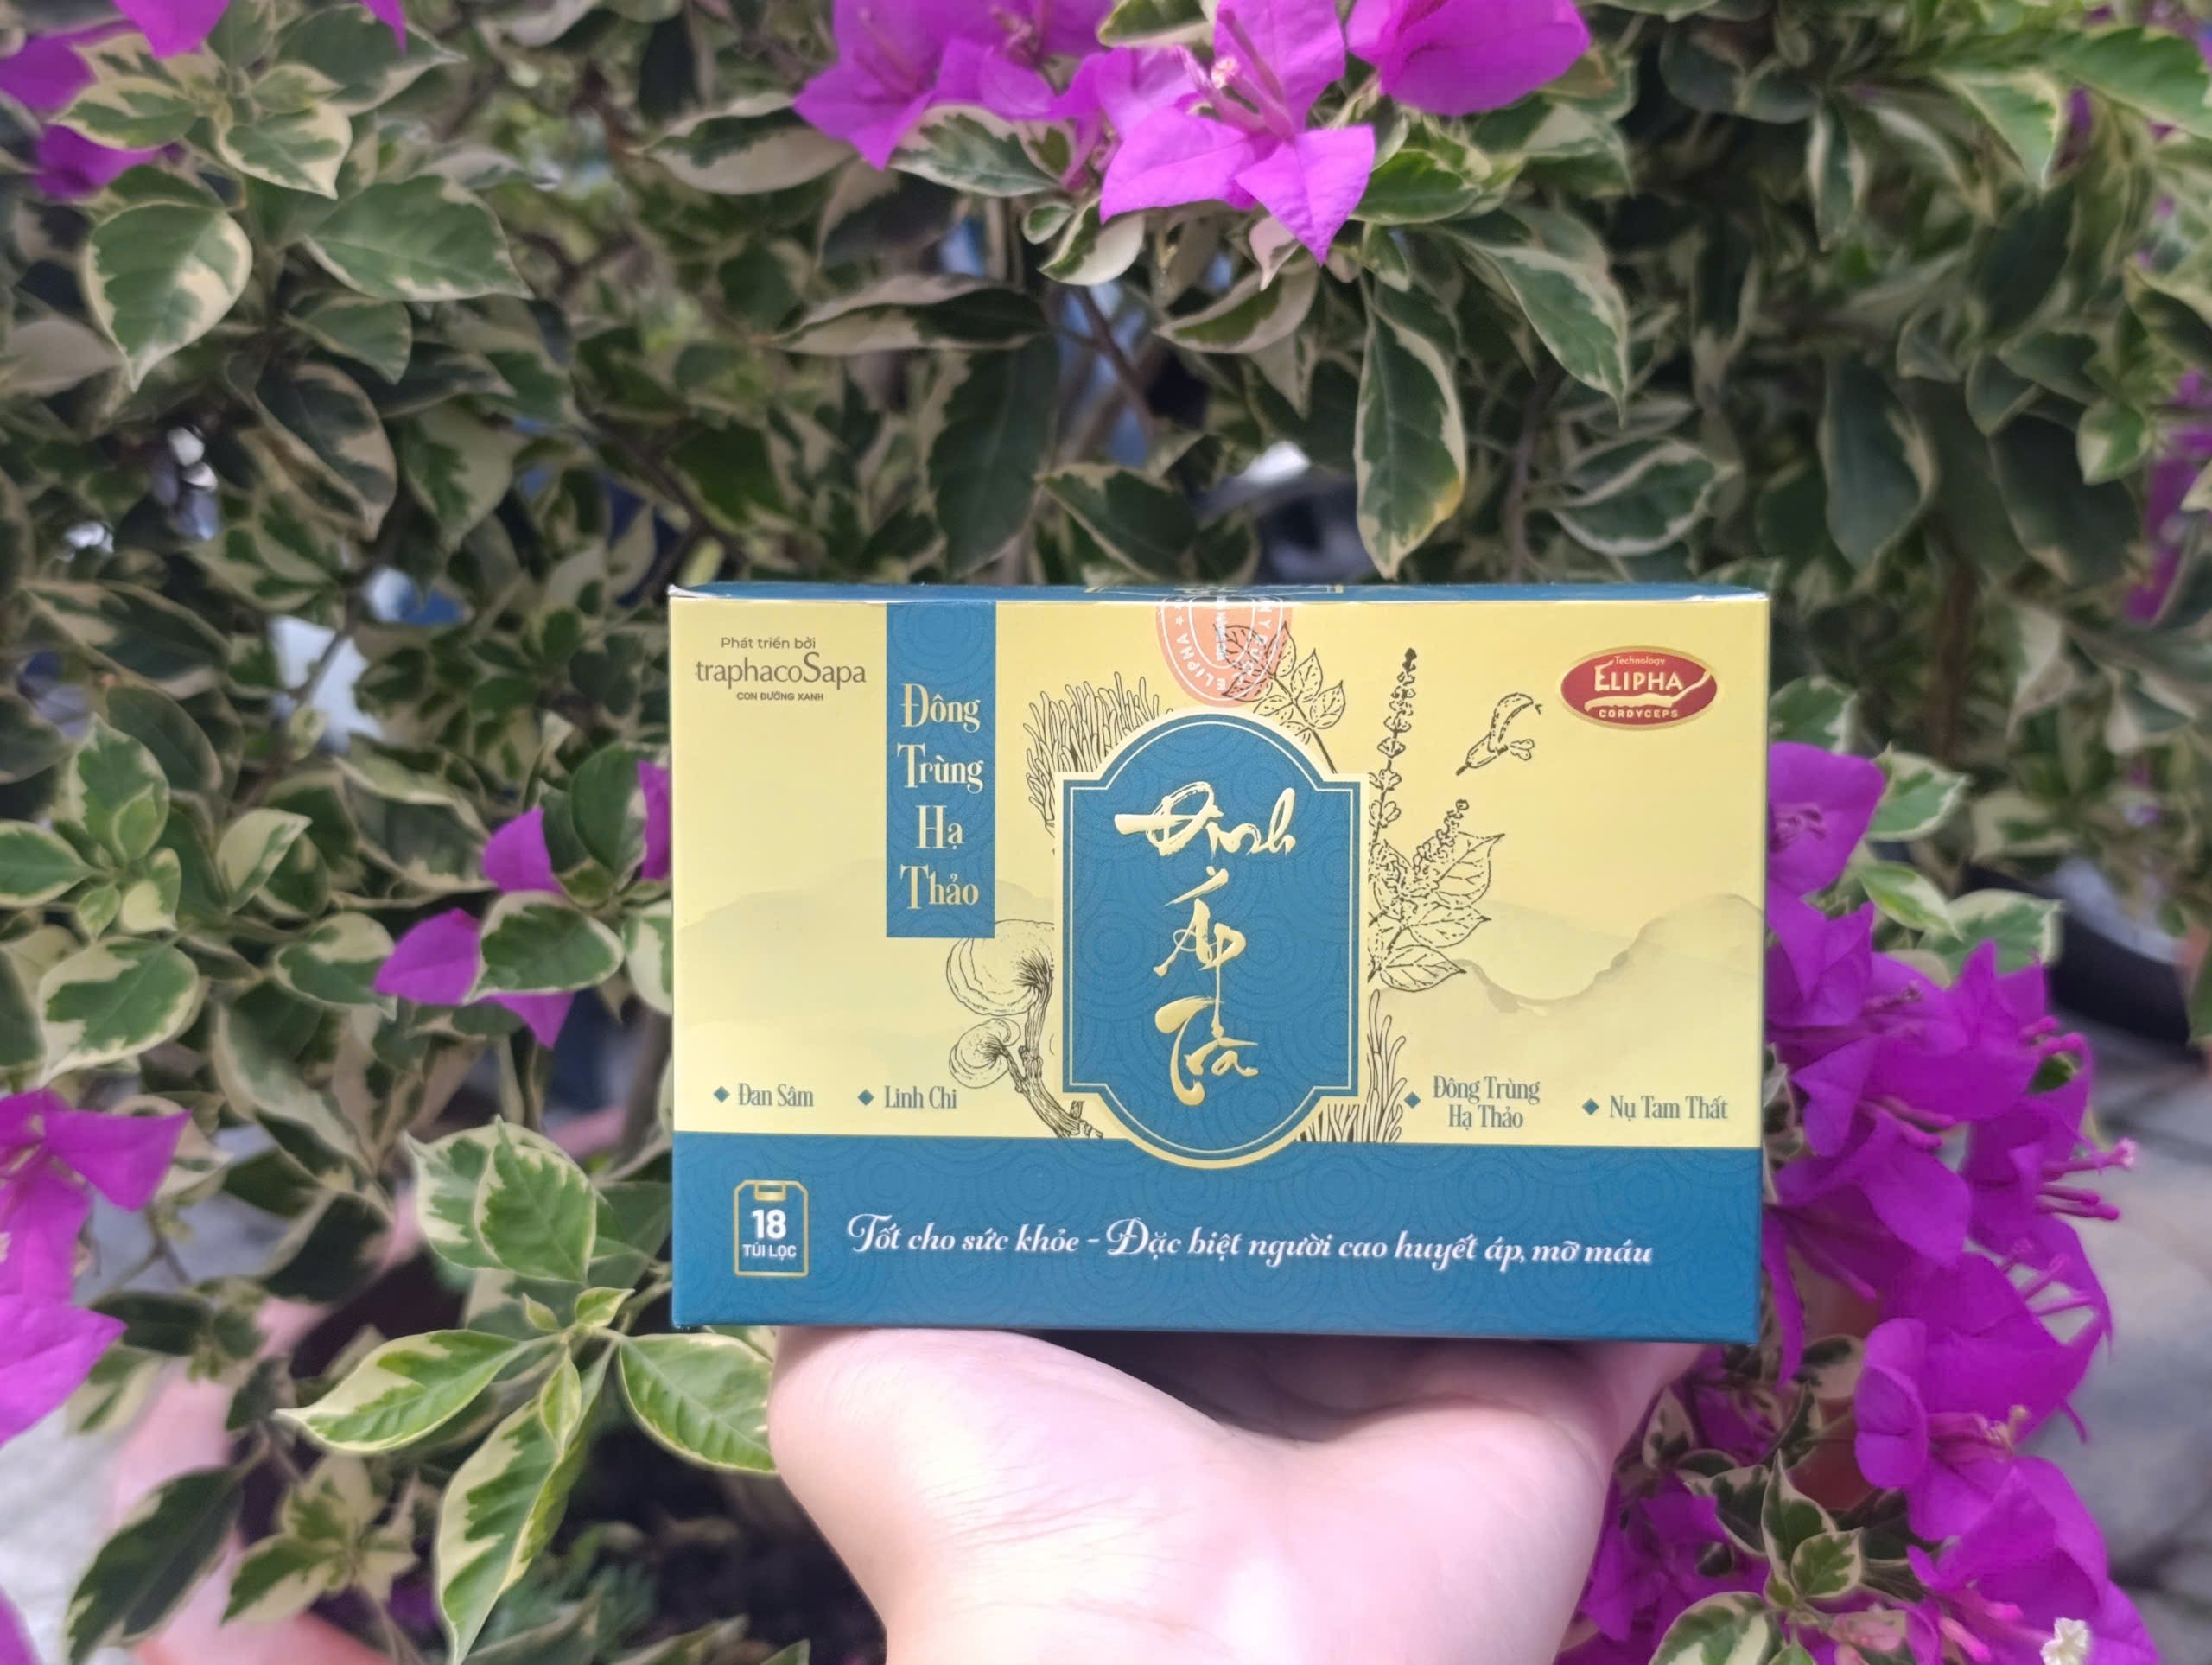 Phát triển bởi
traphacoSapa
CON ĐƯỜNG XANH
Đông
Trùng
Hạ
Thảo
ELIPHA
Technology
ELIPHA
CORDYCEPS
Định
Áp
Trà
Đan Sâm
Linh Chi
Đông Trùng
Hạ Thảo
Nụ Tam Thất
18
TÚI LỌC
Tốt cho sức khỏe - Đặc biệt người cao huyết áp, mỡ máu